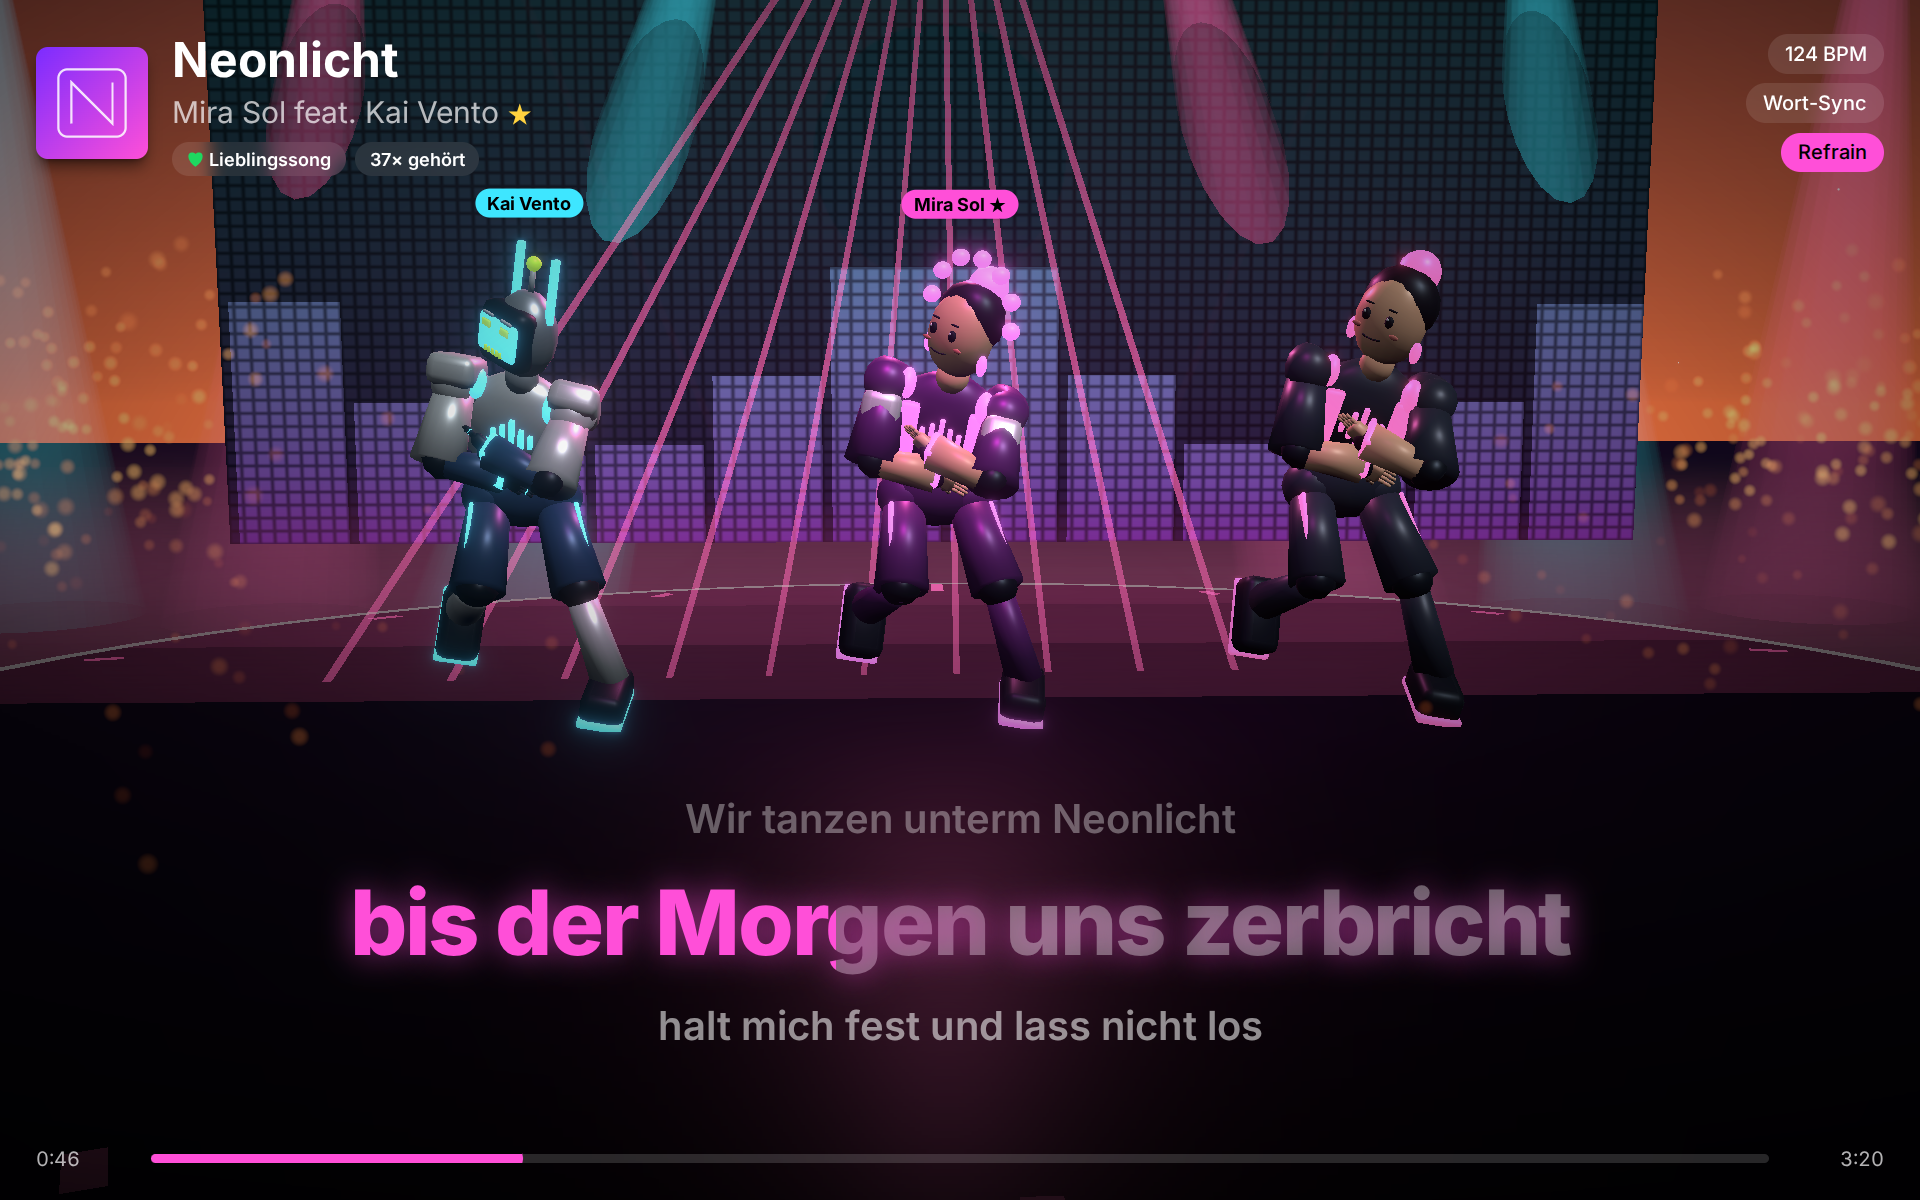 N
Neonlicht
Mira Sol feat. Kai Vento ★
Lieblingssong
37× gehört
124 BPM
Wort-Sync
Refrain
Kai Vento
Mira Sol ★
Wir tanzen unterm Neonlicht
bis der Morgen uns zerbricht
halt mich fest und lass nicht los
0:46
3:20